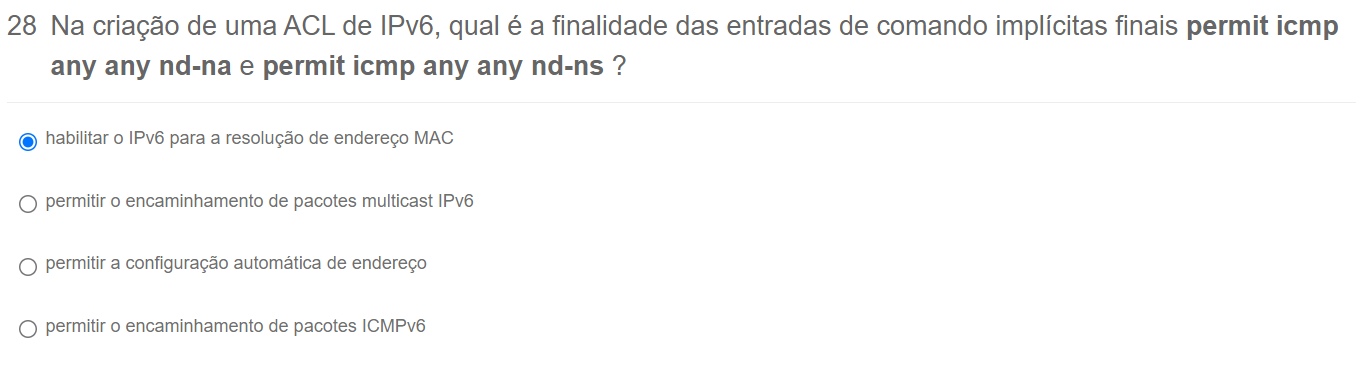 28 Na criação de uma ACL de IPv6, qual é a finalidade das entradas de comando implícitas finais permit icmp
any any nd-na e permit icmp any any nd-ns ?
habilitar o IPv6 para a resolução de endereço MAC
permitir o encaminhamento de pacotes multicast IPv6
permitir a configuração automática de endereço
permitir o encaminhamento de pacotes ICMPv6